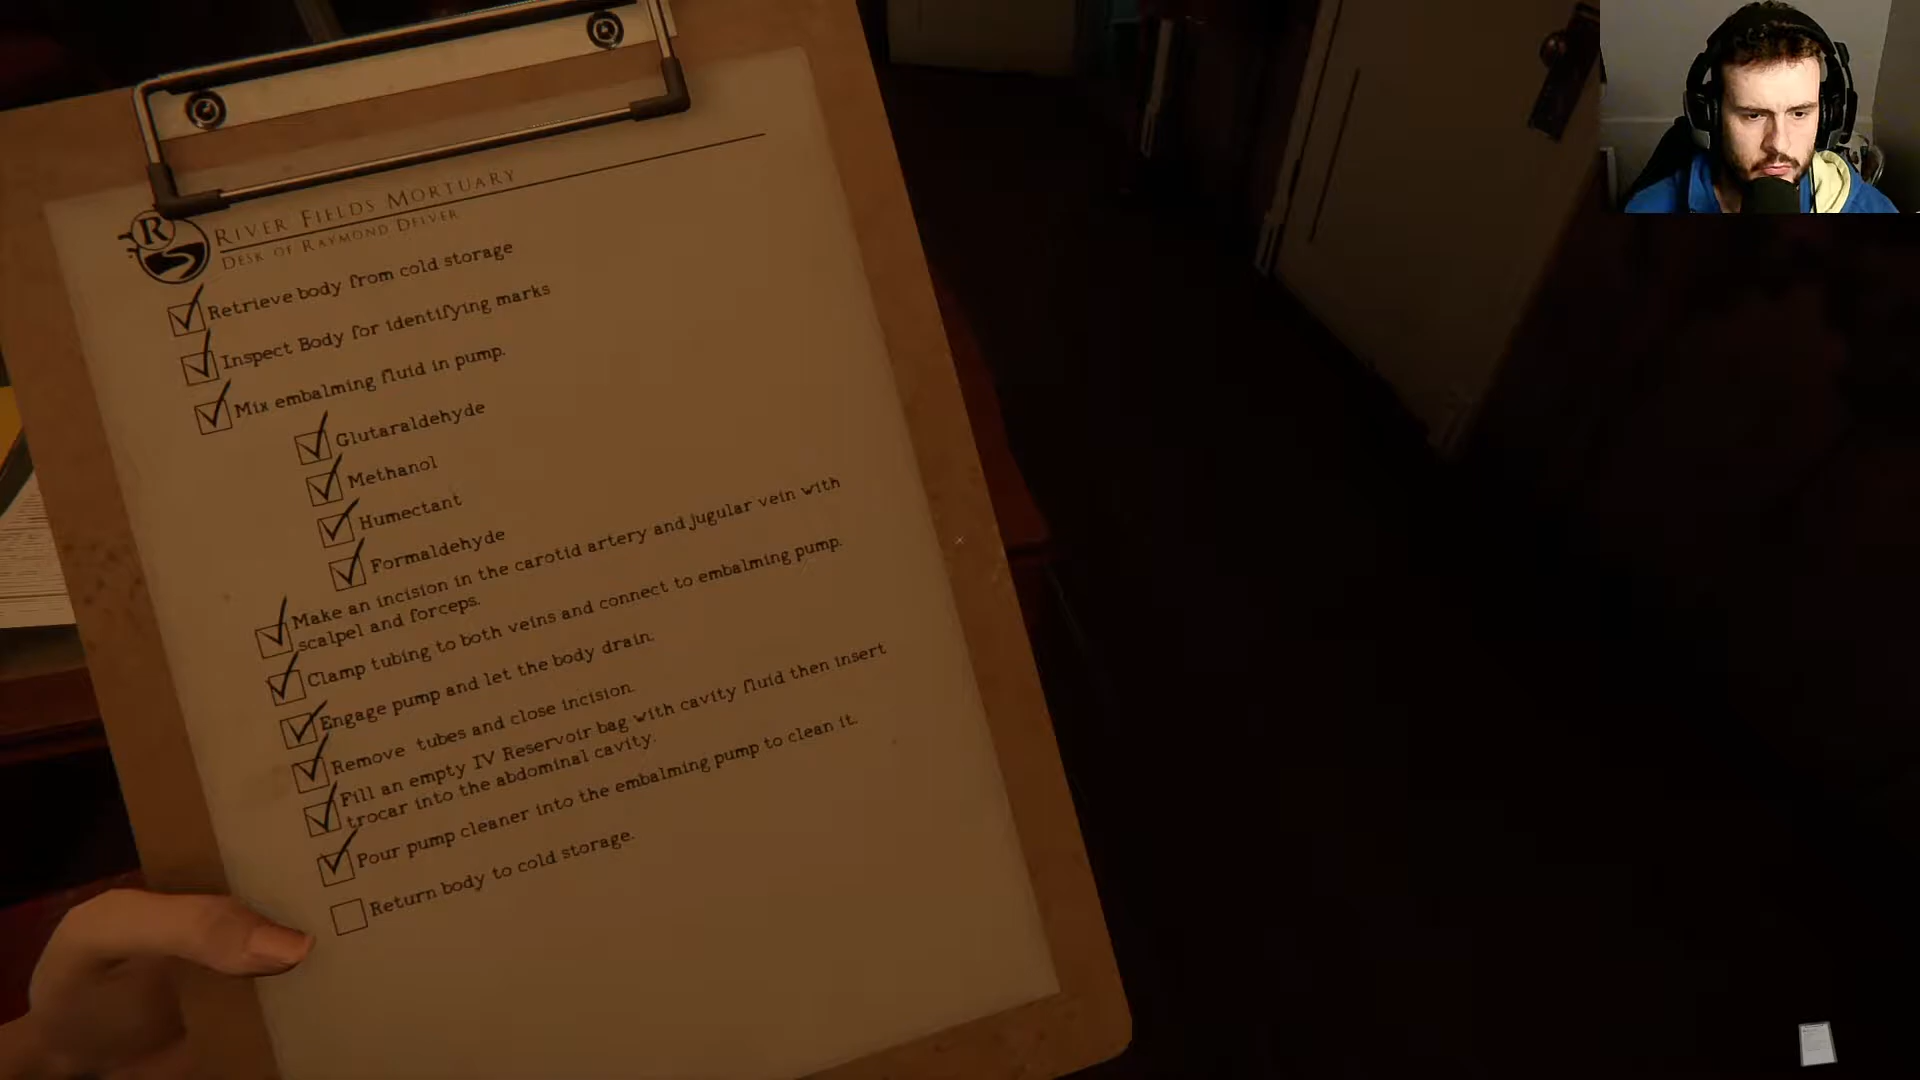 R
RIVER FIELDS MORTUARY
DESK OF RAYMOND DELVER
Retrieve body from cold storage
Inspect Body for identifying marks
Mix embalming fluid in pump.
Glutaraldehyde
Methanol
Humectant
Formaldehyde
Make an incision in the carotid artery and jugular vein with
scalpel and forceps.
Clamp tubing to both veins and connect to embalming pump.
Engage pump and let the body drain.
Remove tubes and close incision.
Fill an empty IV Reservoir bag with cavity fluid then insert
trocar into the abdominal cavity.
Pour pump cleaner into the embalming pump to clean it.
Return body to cold storage.